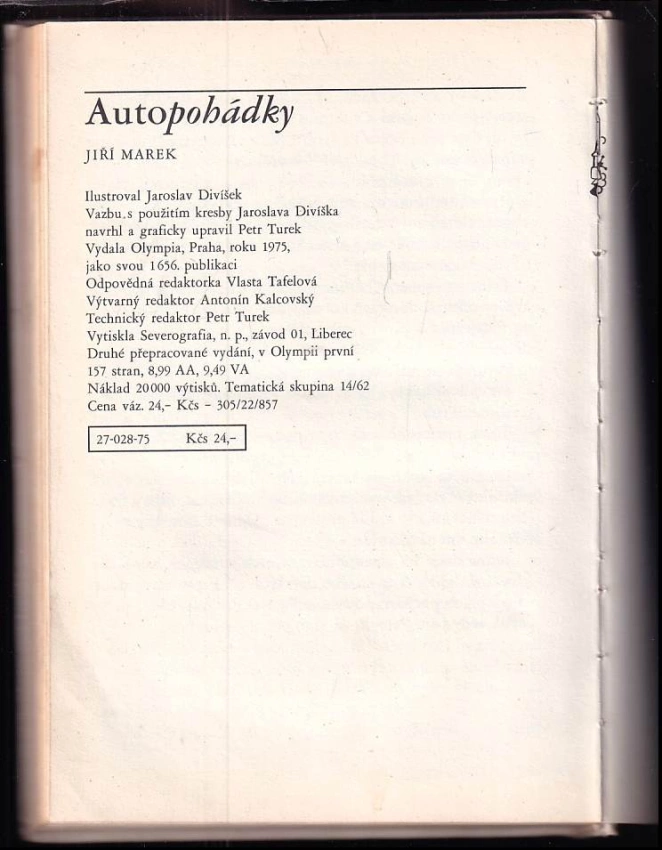 Autopohádky
JIŘÍ MAREK
Ilustroval Jaroslav Divíšek
Vazbu s použitím kresby Jaroslava Divíška
navrhl a graficky upravil Petr Turek
Vydala Olympia, Praha, roku 1975,
jako svou 1656. publikaci
Odpovědná redaktorka Vlasta Tafelová
Výtvarný redaktor Antonín Kalcovský
Technický redaktor Petr Turek
Vytiskla Severografia, n. p., závod 01, Liberec
Druhé přepracované vydání, v Olympii první
157 stran, 8,99 AA, 9,49 VA
Náklad 20000 výtisků. Tematická skupina 14/62
Cena váz. 24,– Kčs – 305/22/857
27-028-75 Kčs 24,–